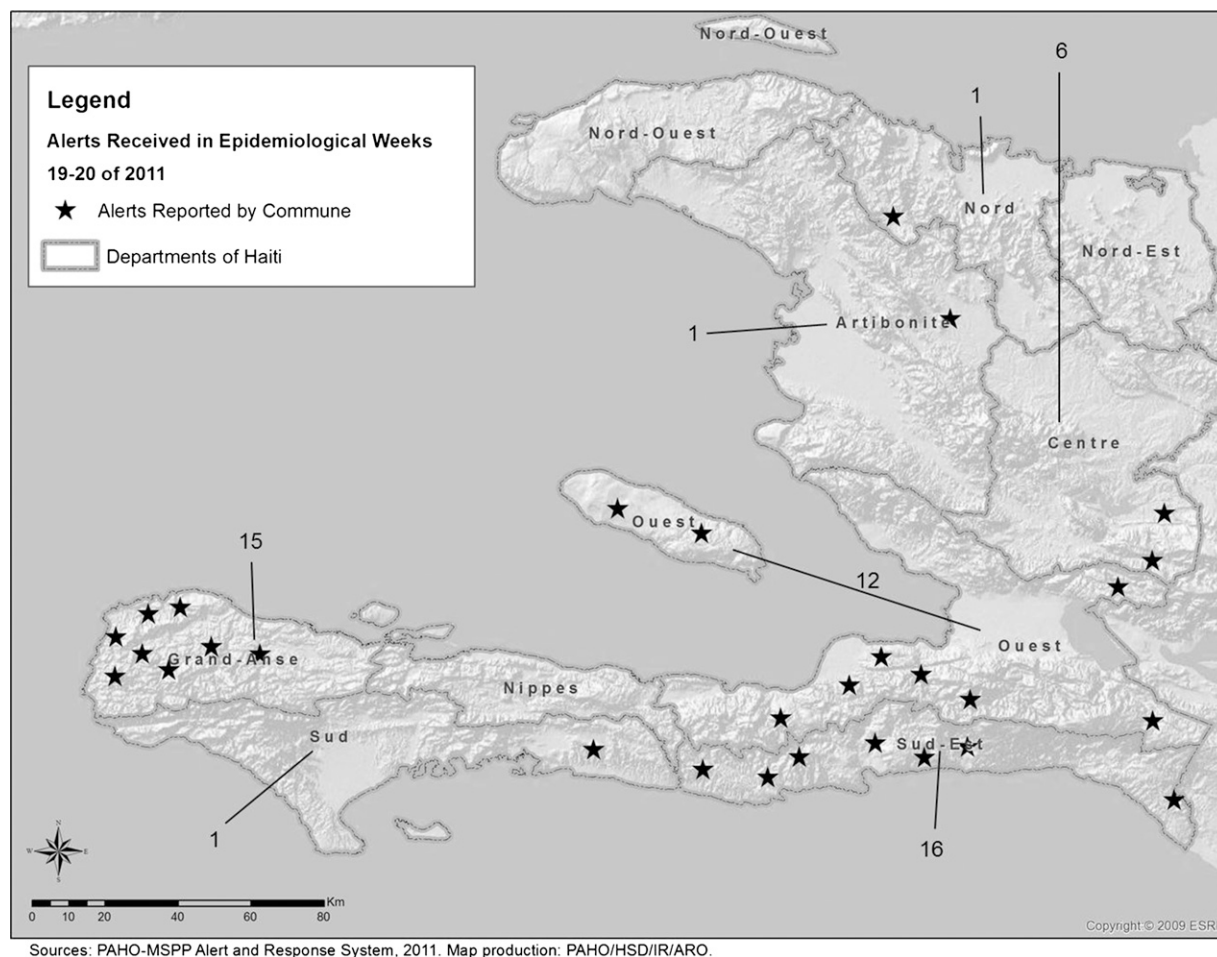 Nord-Ouest
6
Legend
1
Alerts Received in Epidemiological Weeks
19-20 of 2011
Nord-Ouest
Alerts Reported by Commune
Nord
Departments of Haiti
Nord-Est
1
Artibonite
Centre
Ouest
15
12
Ouest
Grand-Anse
Nippes
Sud
Sud-Est
1
16
N
W
E
S
Km
0 10 20 40 60 80
Copyright © 2009 ESRI
Sources: PAHO-MSPP Alert and Response System, 2011. Map production: PAHO/HSD/IR/ARO.